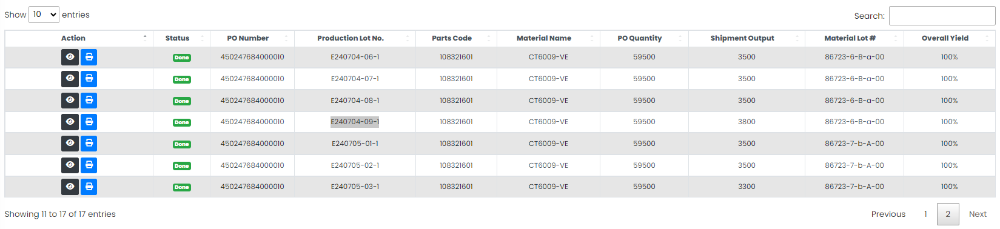 Show 10 entries
Search:
Action Status PO Number Production Lot No. Parts Code Material Name PO Quantity Shipment Output Material Lot # Overall Yield
Done 450247684000010 E240704-06-1 108321601 CT6009-VE 59500 3500 86723-6-B-a-00 100%
Done 450247684000010 E240704-07-1 108321601 CT6009-VE 59500 3500 86723-6-B-a-00 100%
Done 450247684000010 E240704-08-1 108321601 CT6009-VE 59500 3500 86723-6-B-a-00 100%
Done 450247684000010 E240704-09-1 108321601 CT6009-VE 59500 3800 86723-6-B-a-00 100%
Done 450247684000010 E240705-01-1 108321601 CT6009-VE 59500 3500 86723-7-b-A-00 100%
Done 450247684000010 E240705-02-1 108321601 CT6009-VE 59500 3500 86723-7-b-A-00 100%
Done 450247684000010 E240705-03-1 108321601 CT6009-VE 59500 3300 86723-7-b-A-00 100%
Showing 11 to 17 of 17 entries
Previous 1 2 Next